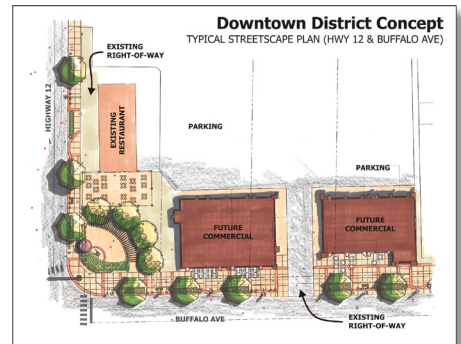 Downtown District Concept
TYPICAL STREETSCAPE PLAN (HWY 12 & BUFFALO AVE)
EXISTING
RIGHT-OF-WAY
HIGHWAY 12
EXISTING
RESTAURANT
PARKING
PARKING
FUTURE
COMMERCIAL
FUTURE
COMMERCIAL
BUFFALO AVE
EXISTING
RIGHT-OF-WAY